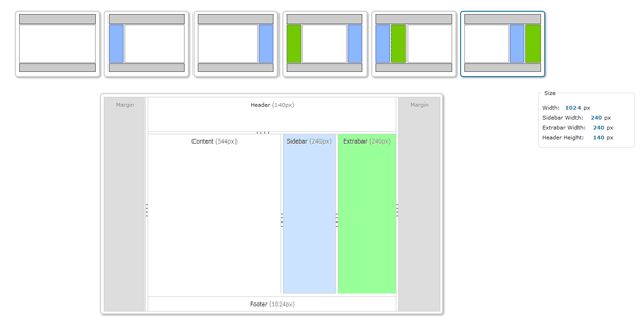 Size
Width: 1024 px
Sidebar Width: 240 px
Extrabar Width: 240 px
Header Height: 140 px
Margin
Header (140px)
Margin
Content (544px)
Sidebar (240px)
Extrabar (240px)
Footer (1024px)